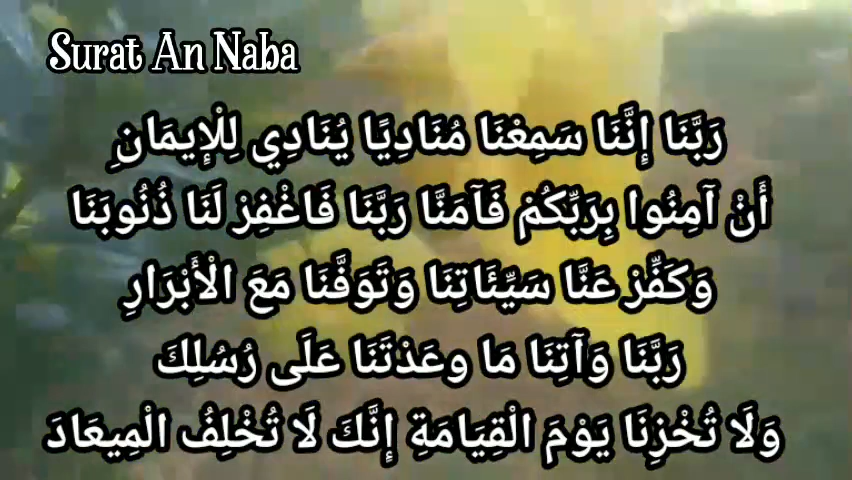 Surat An Naba
رَبَّنَا إِنَّنَا سَمِعْنَا مُنَادِيًا يُنَادِي لِلْإِيمَانِ
أَنْ آمِنُوا بِرَبِّكُمْ فَآمَنَّا رَبَّنَا فَاغْفِرْ لَنَا ذُنُوبَنَا
وَكَفِّرْ عَنَّا سَيِّئَاتِنَا وَتَوَفَّنَا مَعَ الْأَبْرَارِ
رَبَّنَا وَآتِنَا مَا وعَدْتَنَا عَلَى رُسُلِكَ
وَلَا تُخْزِنَا يَوْمَ الْقِيَامَةِ إِنَّكَ لَا تُخْلِفُ الْمِيعَادَ